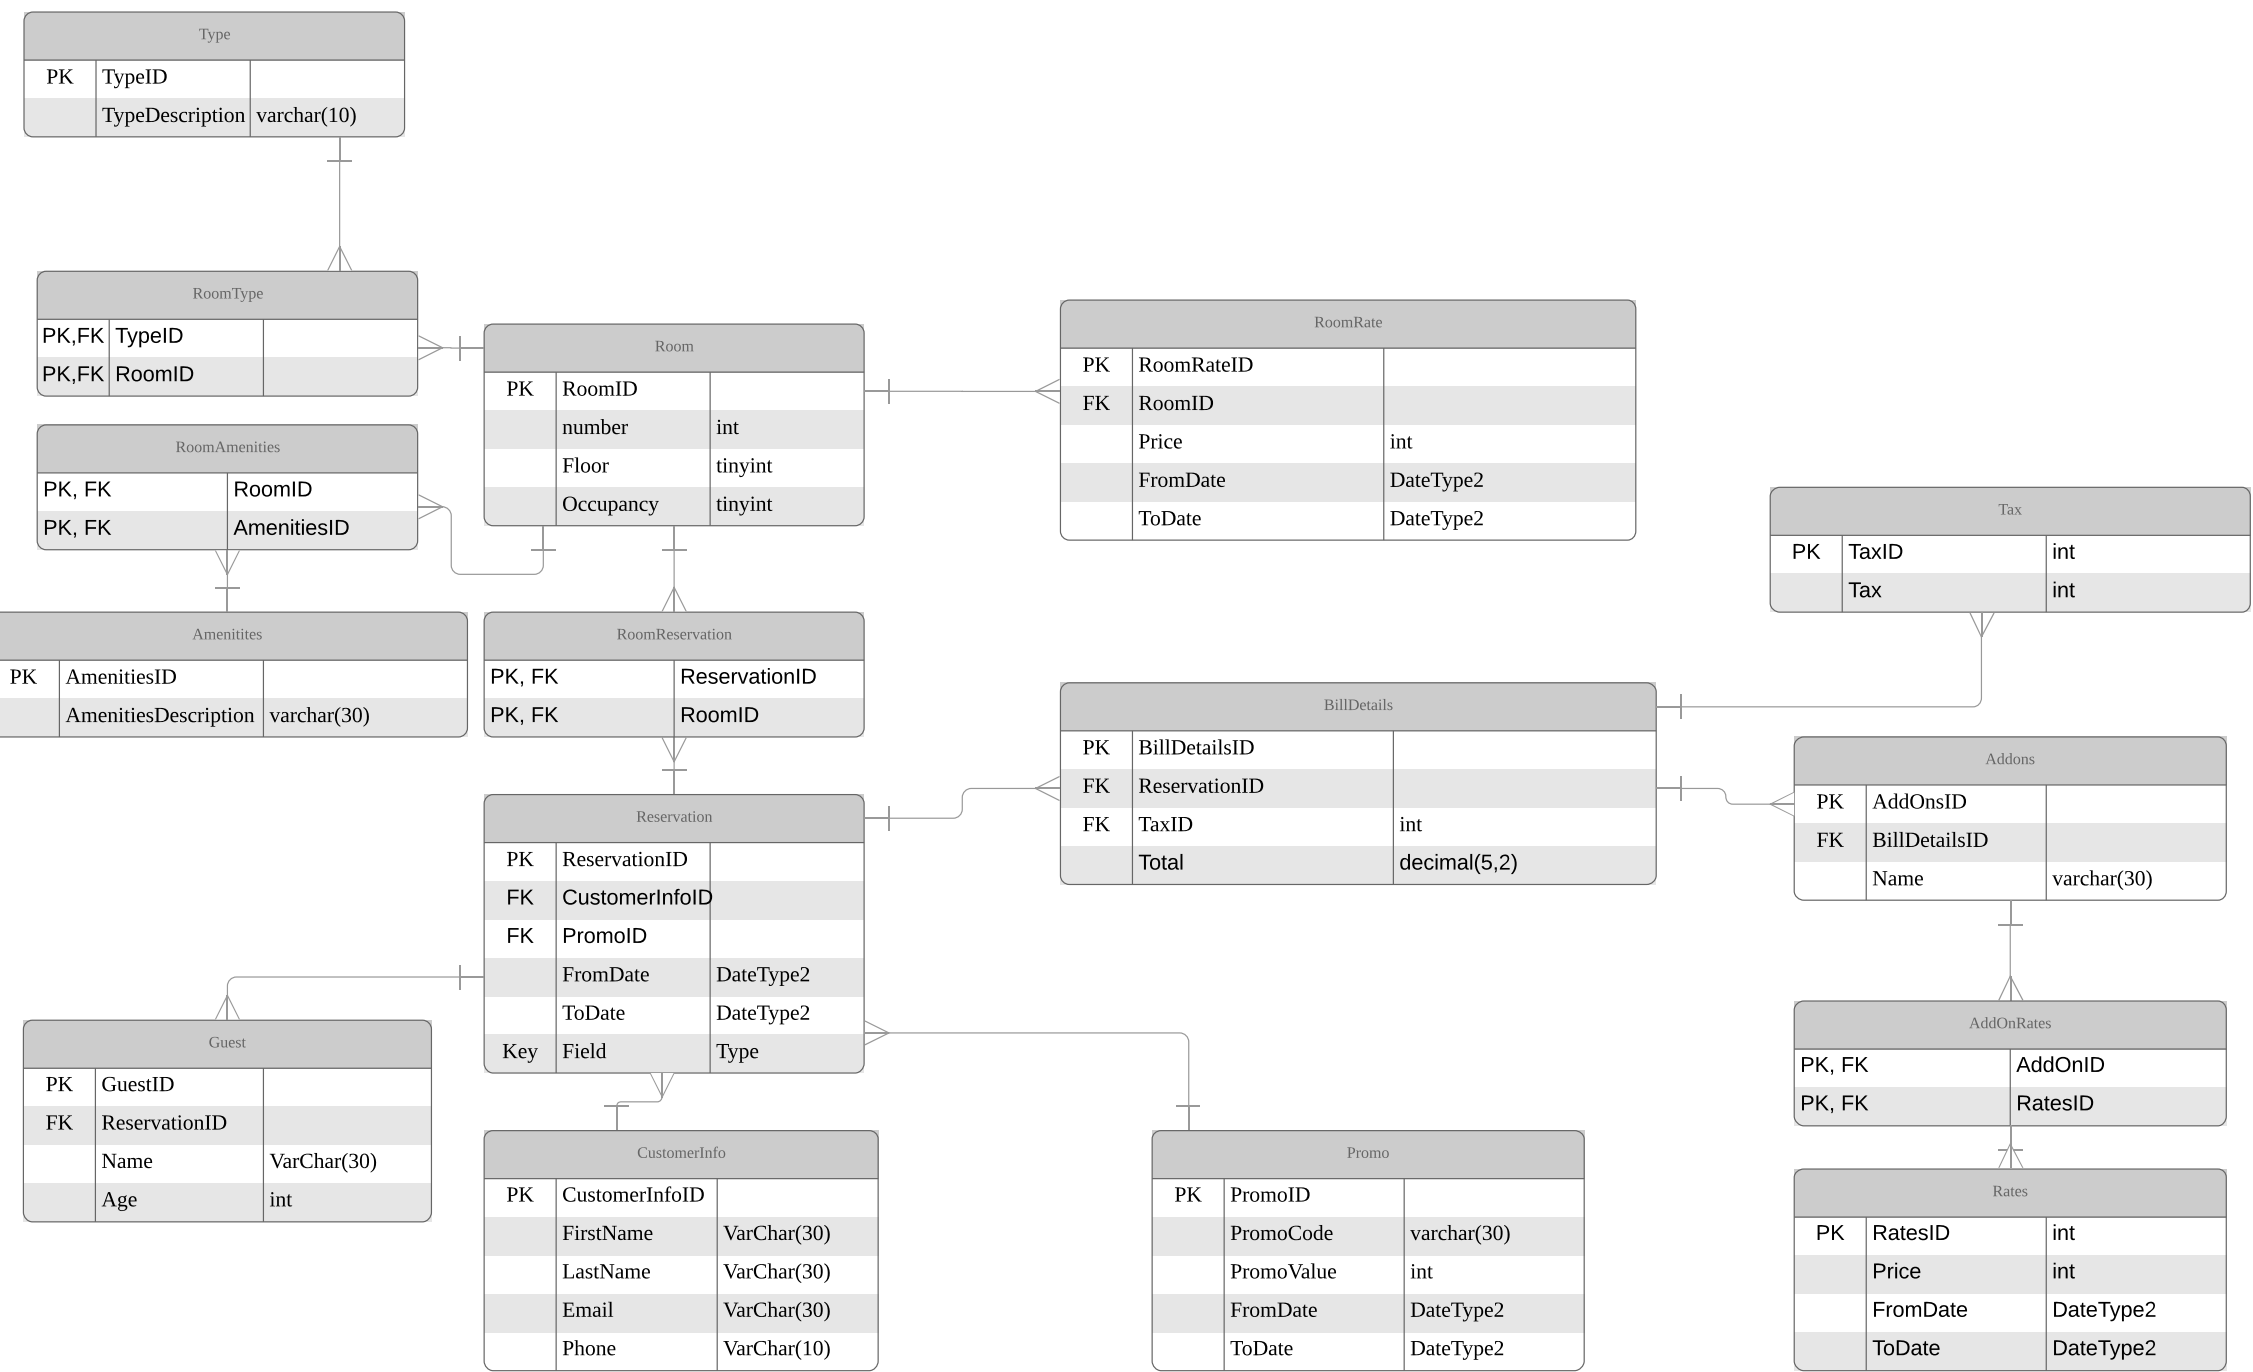 Type
PK TypeID
TypeDescription varchar(10)
RoomType
PK,FK TypeID
PK,FK RoomID
RoomAmenities
PK, FK RoomID
PK, FK AmenitiesID
Amenitites
PK AmenitiesID
AmenitiesDescription varchar(30)
Room
PK RoomID
number int
Floor tinyint
Occupancy tinyint
RoomReservation
PK, FK ReservationID
PK, FK RoomID
Reservation
PK ReservationID
FK CustomerInfoID
FK PromoID
FromDate DateType2
ToDate DateType2
Key Field Type
Guest
PK GuestID
FK ReservationID
Name VarChar(30)
Age int
CustomerInfo
PK CustomerInfoID
FirstName VarChar(30)
LastName VarChar(30)
Email VarChar(30)
Phone VarChar(10)
RoomRate
PK RoomRateID
FK RoomID
Price int
FromDate DateType2
ToDate DateType2
BillDetails
PK BillDetailsID
FK ReservationID
FK TaxID int
Total decimal(5,2)
Promo
PK PromoID
PromoCode varchar(30)
PromoValue int
FromDate DateType2
ToDate DateType2
Tax
PK TaxID int
Tax int
Addons
PK AddOnsID
FK BillDetailsID
Name varchar(30)
AddOnRates
PK, FK AddOnID
PK, FK RatesID
Rates
PK RatesID int
Price int
FromDate DateType2
ToDate DateType2